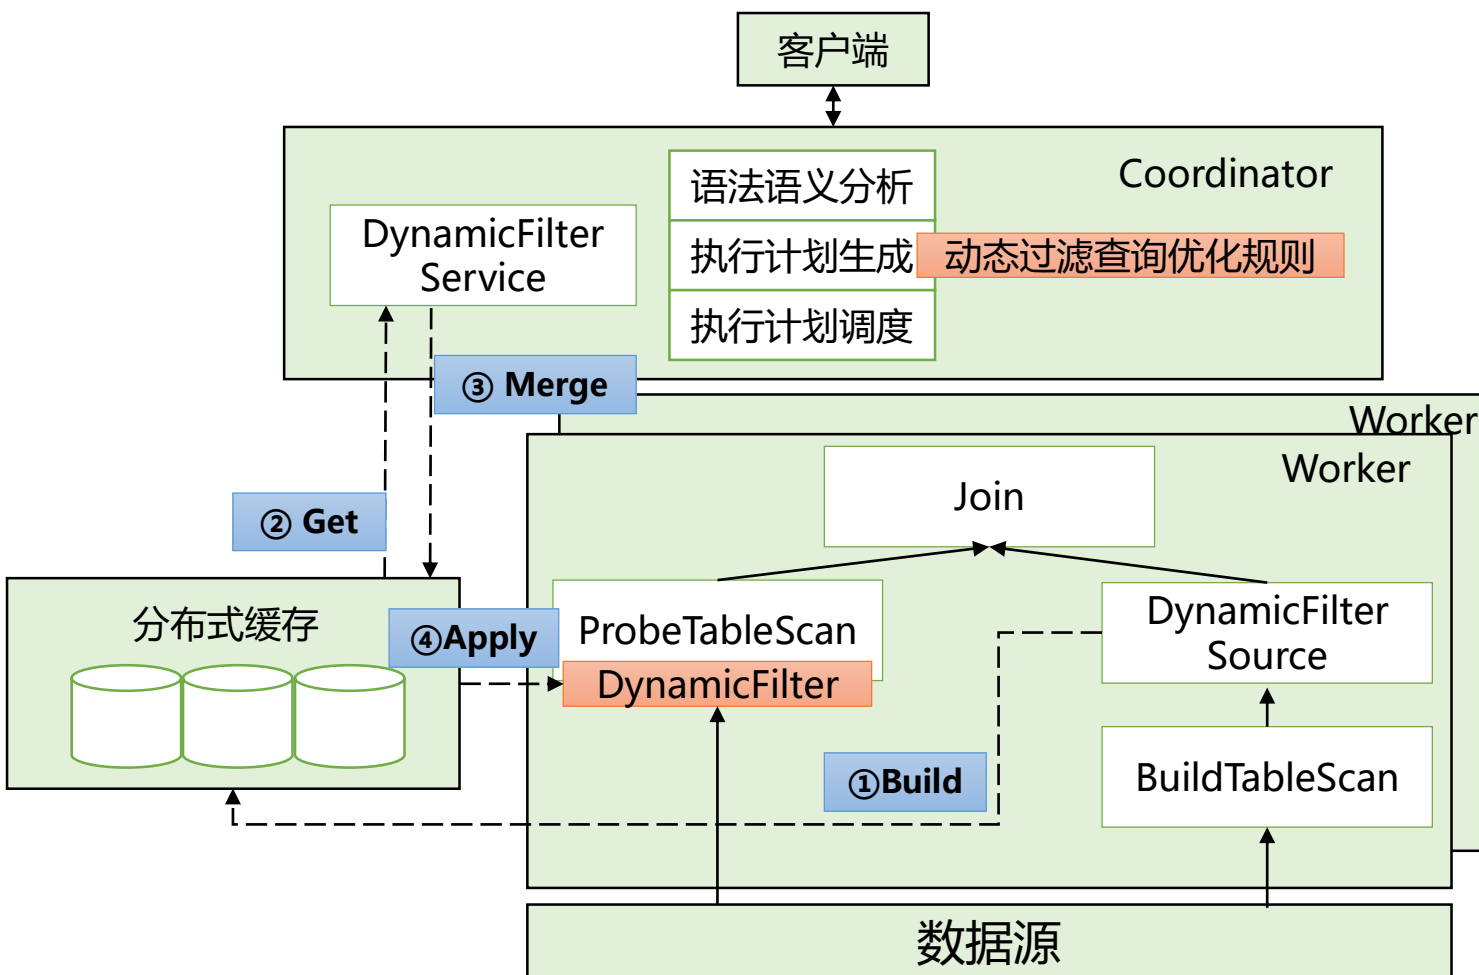 客户端
Coordinator
语法语义分析
DynamicFilter
Service
执行计划生成
动态过滤查询优化规则
执行计划调度
③ Merge
Worker
Worker
Join
② Get
分布式缓存
④Apply
ProbeTableScan
DynamicFilter
DynamicFilter
Source
①Build
BuildTableScan
数据源